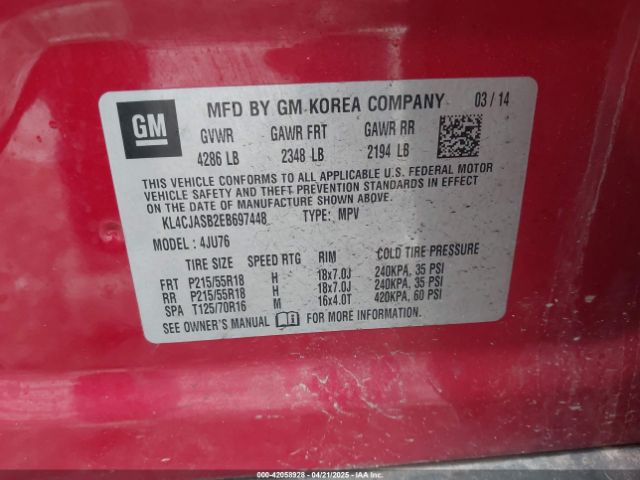 GM
MFD BY GM KOREA COMPANY 03 / 14
GVWR GAWR FRT GAWR RR
4286 LB 2348 LB 2194 LB
THIS VEHICLE CONFORMS TO ALL APPLICABLE U.S. FEDERAL MOTOR
VEHICLE SAFETY AND THEFT PREVENTION STANDARDS IN EFFECT
ON THE DATE OF MANUFACTURE SHOWN ABOVE.
KL4CJASB2EB697448 TYPE: MPV
MODEL : 4JU76
TIRE SIZE SPEED RTG RIM COLD TIRE PRESSURE
FRT P215/55R18 H 18x7.0J 240KPA, 35 PSI
RR P215/55R18 H 18x7.0J 240KPA, 35 PSI
SPA T125/70R16 M 16x4.0T 420KPA, 60 PSI
SEE OWNER'S MANUAL FOR MORE INFORMATION.
000-42058928 - 04/21/2025 - IAA Inc.